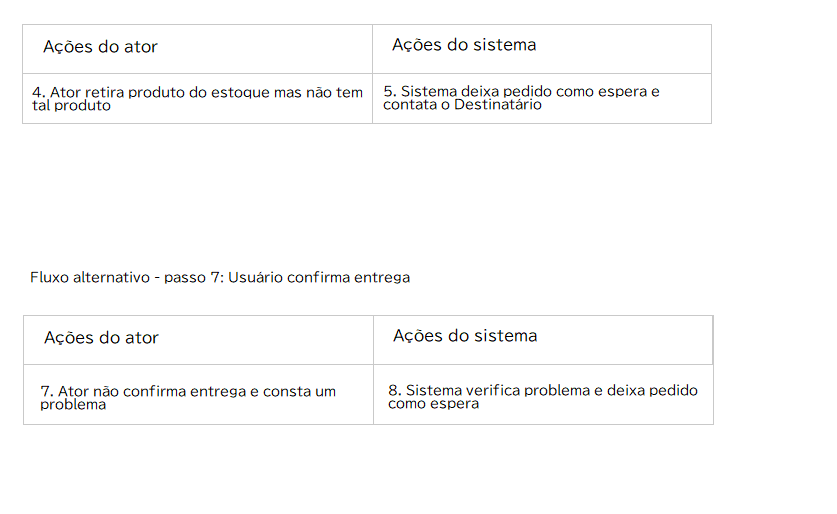 Ações do ator
Ações do sistema
4. Ator retira produto do estoque mas não tem
tal produto
5. Sistema deixa pedido como espera e
contata o Destinatário
Fluxo alternativo - passo 7: Usuário confirma entrega
Ações do ator
Ações do sistema
7. Ator não confirma entrega e consta um
problema
8. Sistema verifica problema e deixa pedido
como espera